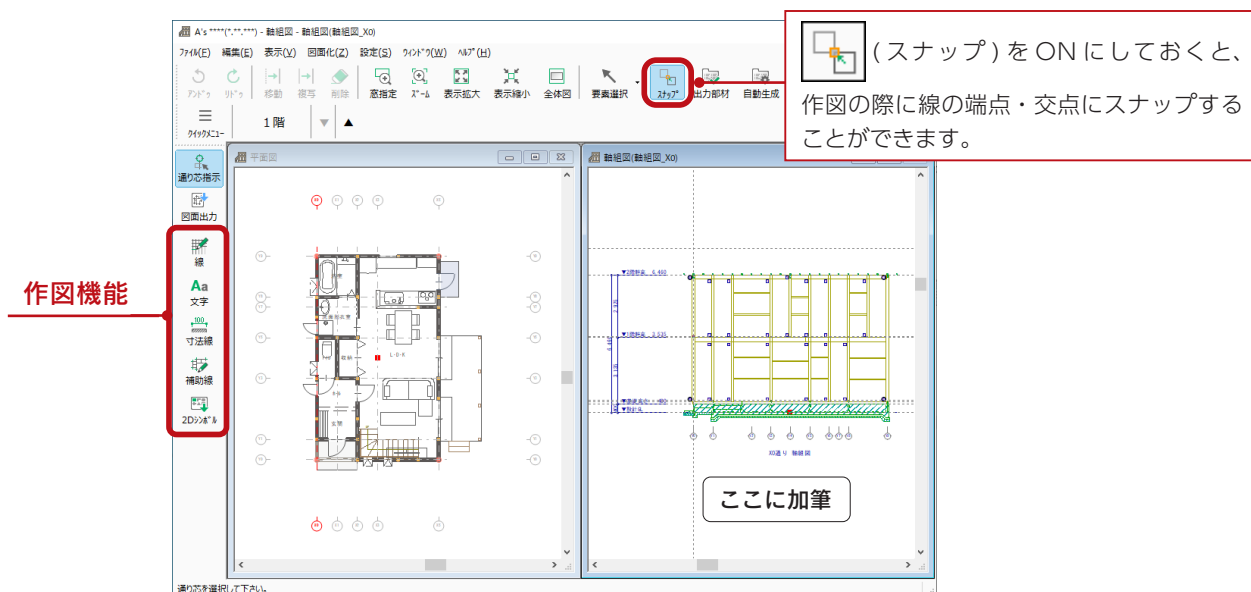 A's ****(*.**.***) - 軸組図 - 軸組図(軸組図_X0)
ﾌｧｲﾙ(F) 編集(E) 表示(V) 図面化(Z) 設定(S) ｳｨﾝﾄﾞｳ(W) ﾍﾙﾌﾟ(H)
ｱﾝﾄﾞｩ ﾘﾄﾞｩ 移動 複写 削除 窓指定 ｽﾞｰﾑ 表示拡大 表示縮小 全体図 要素選択 ｽﾅｯﾌﾟ 出力部材 自動生成
(スナップ)をONにしておくと、
作図の際に線の端点・交点にスナップする
ことができます。
ｸｲｯｸﾒﾆｭｰ 1階 ▼ ▲
通り芯指示
図面出力
線
Aa
文字
100
寸法線
補助線
2Dｼﾝﾎﾞﾙ
作図機能
平面図
収納
L・D・K
玄関
軸組図(軸組図_X0)
X0通り 軸組図
ここに加筆
通り芯を選択して下さい。